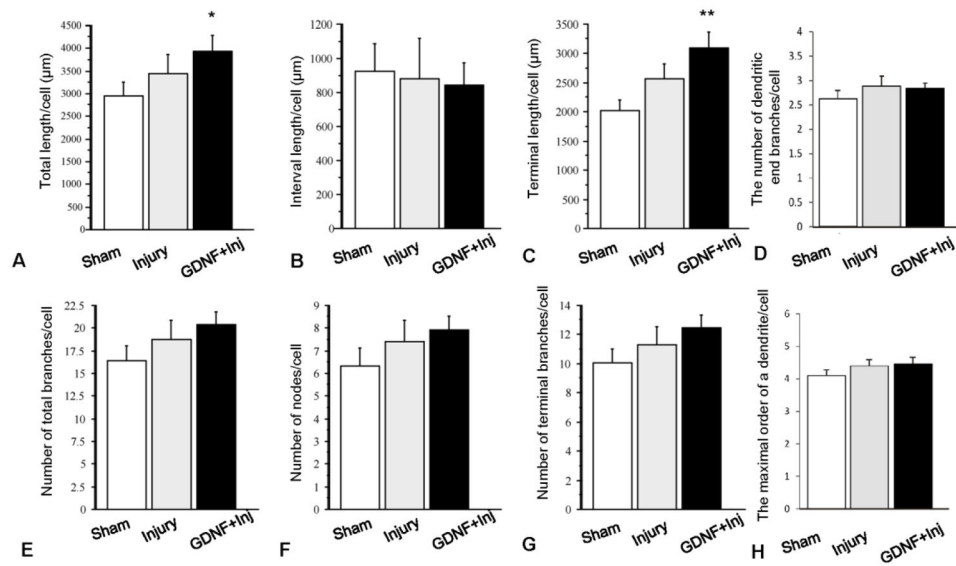 Total length/cell (μm)
4500
4000
3500
3000
2500
2000
1500
1000
500
0
*
Sham
Injury
GDNF+Inj
A
Interval length/cell (μm)
1200
1000
800
600
400
200
0
Sham
Injury
GDNF+Inj
B
Terminal length/cell (μm)
3500
3000
2500
2000
1500
1000
500
0
**
Sham
Injury
GDNF+Inj
C
The number of dendritic
end branches/cell
4
3.5
3
2.5
2
1.5
1
0.5
0
Sham
Injury
GDNF+Inj
D
Number of total branches/cell
22.5
20
17.5
15
12.5
10
7.5
5
2.5
0
Sham
Injury
GDNF+Inj
E
Number of nodes/cell
9
8
7
6
5
4
3
2
1
0
Sham
Injury
GDNF+Inj
F
Number of terminal branches/cell
14
12
10
8
6
4
2
0
Sham
Injury
GDNF+Inj
G
The maximal order of a dendrite/cell
6
5
4
3
2
1
0
Sham
Injury
GDNF+Inj
H